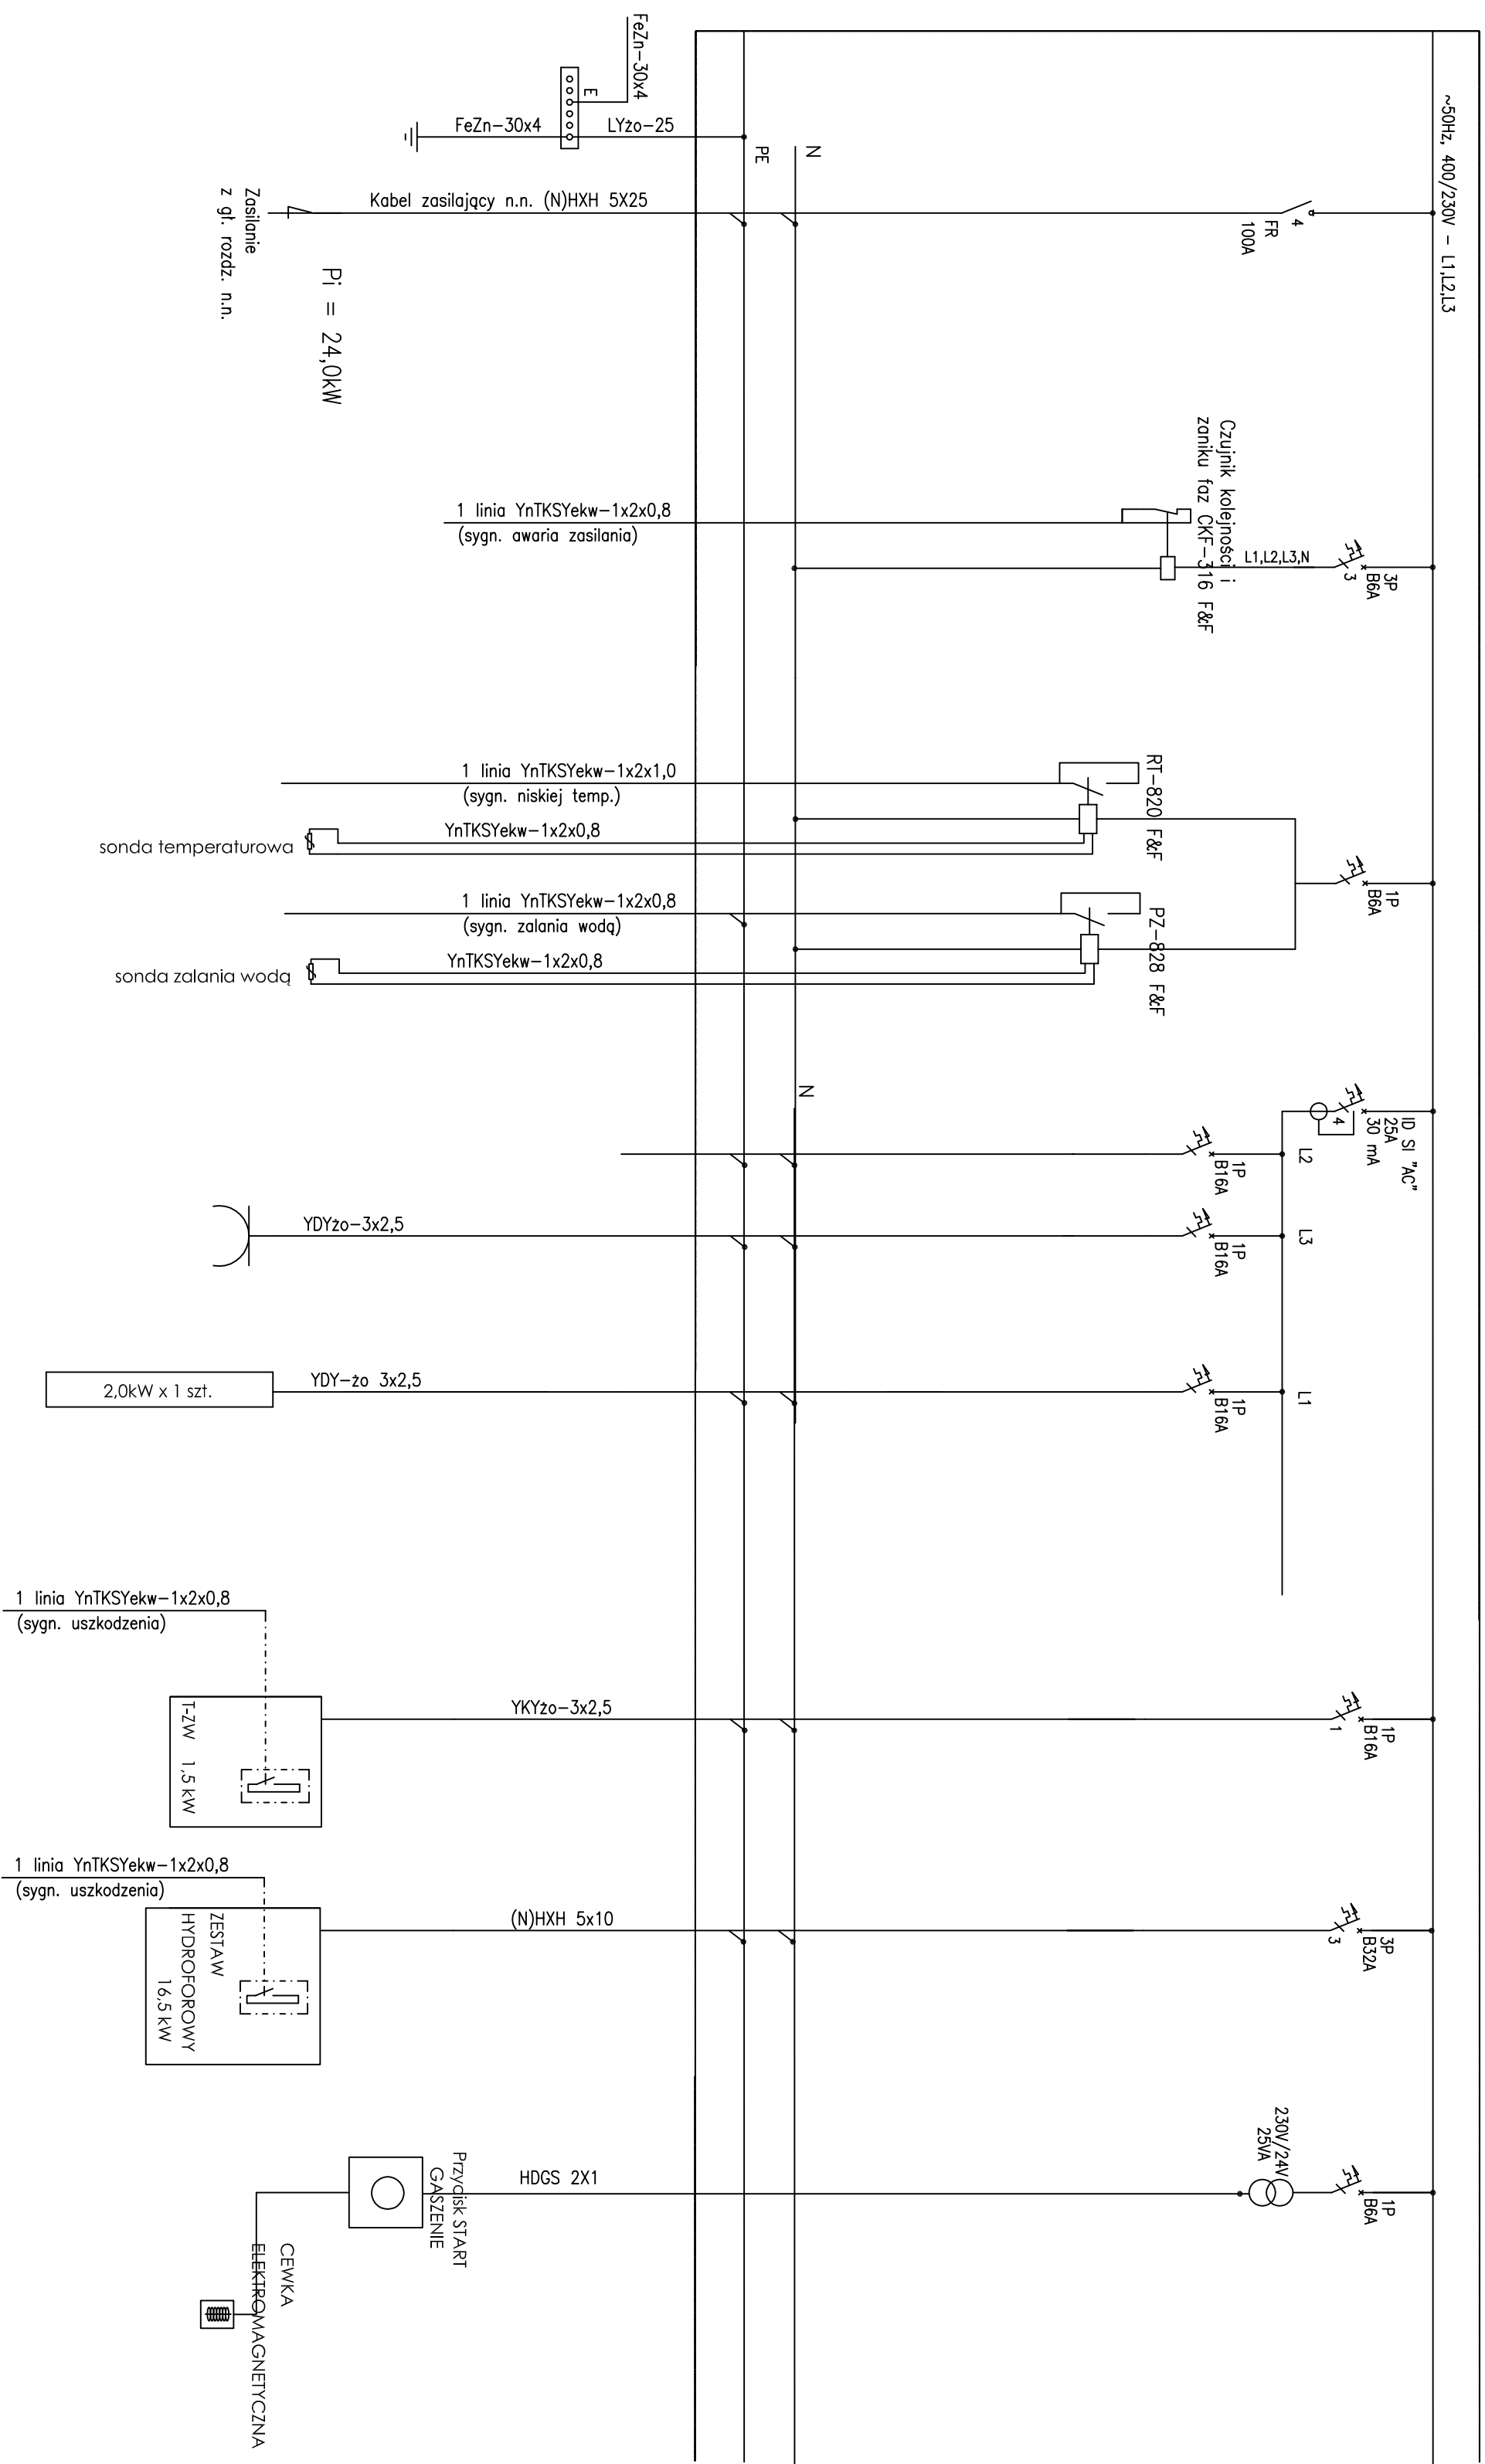 ~50Hz, 400/230V - L1,L2,L3
FeZn-30x4
E
FeZn-30x4
LYżo-25
PE
N
Kabel zasilający n.n. (N)HXH 5X25
4
FR
100A
Zasilanie
z gł. rozdz. n.n.
Pi = 24,0kW
Czujnik kolejności i
zaniku faz CKF-316 F&F
1 linia YnTKSYekw-1x2x0,8
(sygn. awaria zasilania)
L1,L2,L3,N
3
3P
B6A
RT-820 F&F
1 linia YnTKSYekw-1x2x1,0
(sygn. niskiej temp.)
YnTKSYekw-1x2x0,8
sonda temperaturowa
1P
B6A
1 linia YnTKSYekw-1x2x0,8
(sygn. zalania wodą)
PZ-828 F&F
YnTKSYekw-1x2x0,8
sonda zalania wodą
N
4
ID SI "AC"
25A
30 mA
L2
1P
B16A
YDYżo-3x2,5
L3
1P
B16A
2,0kW x 1 szt.
YDY-żo 3x2,5
L1
1P
B16A
1 linia YnTKSYekw-1x2x0,8
(sygn. uszkodzenia)
T-ZW 1,5 kW
YKYżo-3x2,5
1
1P
B16A
1 linia YnTKSYekw-1x2x0,8
(sygn. uszkodzenia)
ZESTAW
HYDROFOROWY
16,5 kW
(N)HXH 5x10
3
3P
B32A
Przycisk START
GASZENIE
HDGS 2X1
230V/24V
25VA
1P
B6A
CEWKA
ELEKTROMAGNETYCZNA